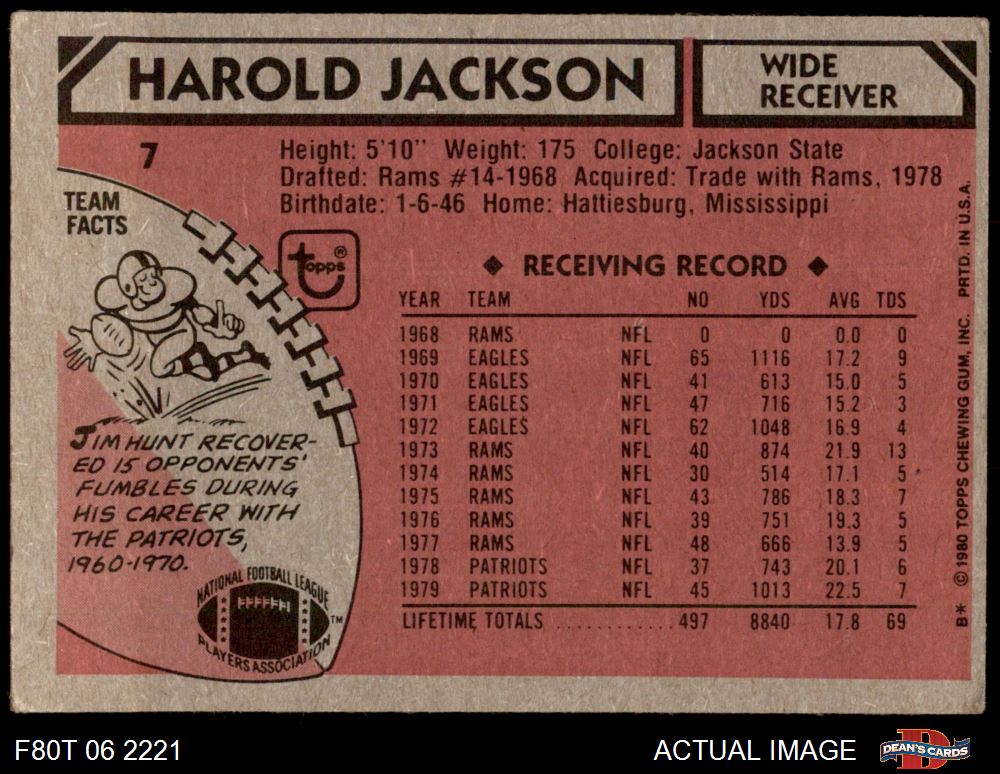 HAROLD JACKSON
WIDE
RECEIVER
7
Height: 5'10" Weight: 175 College: Jackson State
Drafted: Rams #14-1968 Acquired: Trade with Rams, 1978
Birthdate: 1-6-46 Home: Hattiesburg, Mississippi
TEAM
FACTS
topps®
JIM HUNT RECOVER-
ED 15 OPPONENTS'
FUMBLES DURING
HIS CAREER WITH
THE PATRIOTS,
1960-1970.
NATIONAL FOOTBALL LEAGUE
PLAYERS ASSOCIATION
TM
◆ RECEIVING RECORD ◆
YEAR TEAM NO YDS AVG TDS
1968 RAMS NFL 0 0 0.0 0
1969 EAGLES NFL 65 1116 17.2 9
1970 EAGLES NFL 41 613 15.0 5
1971 EAGLES NFL 47 716 15.2 3
1972 EAGLES NFL 62 1048 16.9 4
1973 RAMS NFL 40 874 21.9 13
1974 RAMS NFL 30 514 17.1 5
1975 RAMS NFL 43 786 18.3 7
1976 RAMS NFL 39 751 19.3 5
1977 RAMS NFL 48 666 13.9 5
1978 PATRIOTS NFL 37 743 20.1 6
1979 PATRIOTS NFL 45 1013 22.5 7
LIFETIME TOTALS ............ 497 8840 17.8 69
B* © 1980 TOPPS CHEWING GUM, INC. PRTD. IN U.S.A.
F80T 06 2221
ACTUAL IMAGE
DEAN'S CARDS